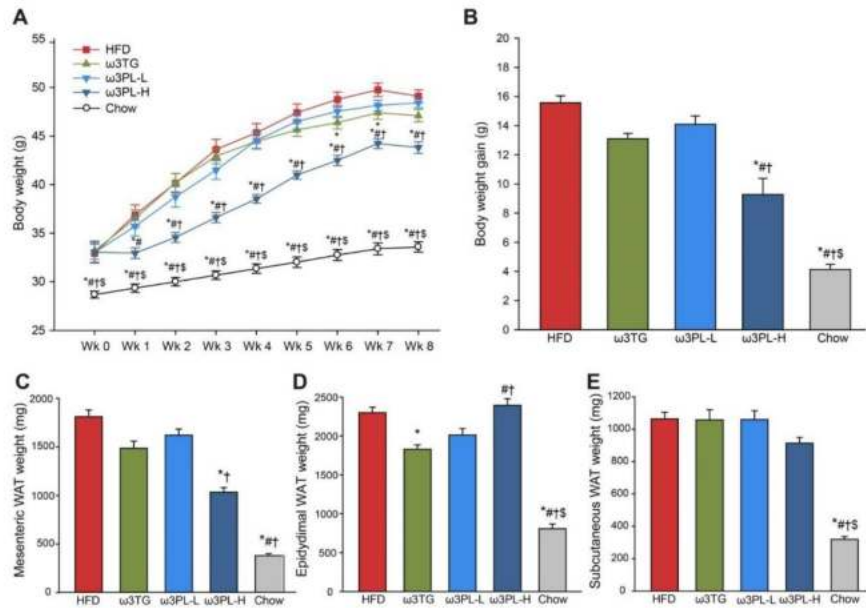 A
HFD
ω3TG
ω3PL-L
ω3PL-H
Chow
Body weight (g)
55
50
45
40
35
30
25
*#†$ *#†$ *#†$ *#†$ *#†$ *#†$ *#†$ *#†$ *#†$
*# *#† *#† *#† *#† *#† *#† *#†
* *
Wk 0 Wk 1 Wk 2 Wk 3 Wk 4 Wk 5 Wk 6 Wk 7 Wk 8
B
Body weight gain (g)
18
16
14
12
10
8
6
4
2
0
*#†
*#†$
HFD ω3TG ω3PL-L ω3PL-H Chow
C
Mesenteric WAT weight (mg)
2000
1500
1000
500
0
*†
*#†
HFD ω3TG ω3PL-L ω3PL-H Chow
D
Epidydimal WAT weight (mg)
2500
2000
1500
1000
500
0
*
#†
*#†$
HFD ω3TG ω3PL-L ω3PL-H Chow
E
Subcutaneous WAT weight (mg)
1200
1000
800
600
400
200
0
*#†$
HFD ω3TG ω3PL-L ω3PL-H Chow